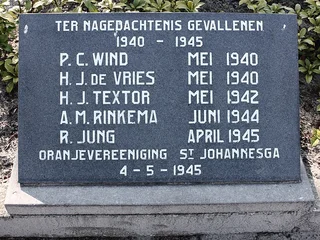 TER NAGEDACHTENIS GEVALLENEN
1940 - 1945
P. C. WIND MEI 1940
H. J. DE VRIES MEI 1940
H. J. TEXTOR MEI 1942
A. M. RINKEMA JUNI 1944
R. JUNG APRIL 1945
ORANJEVEREENIGING ST JOHANNESGA
4-5-1945